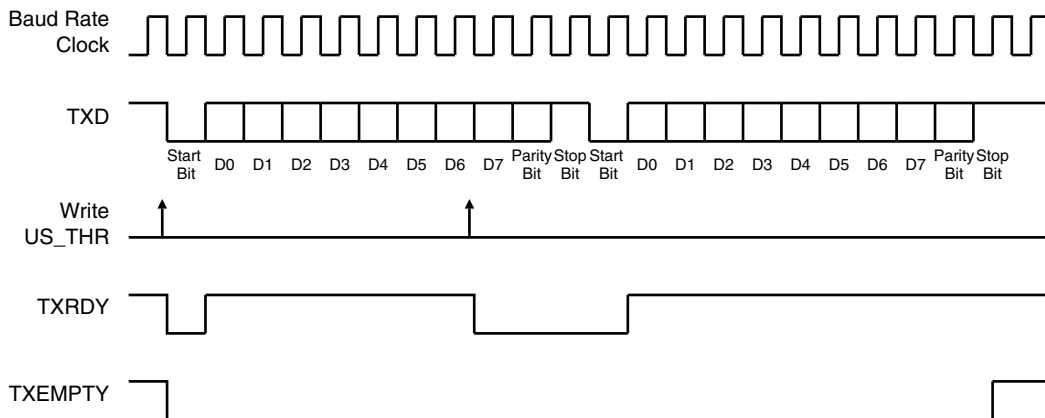 Baud Rate
Clock
TXD
Start
Bit D0 D1 D2 D3 D4 D5 D6 D7 Parity
Bit Stop
Bit Start
Bit D0 D1 D2 D3 D4 D5 D6 D7 Parity
Bit Stop
Bit
Write
US_THR
TXRDY
TXEMPTY